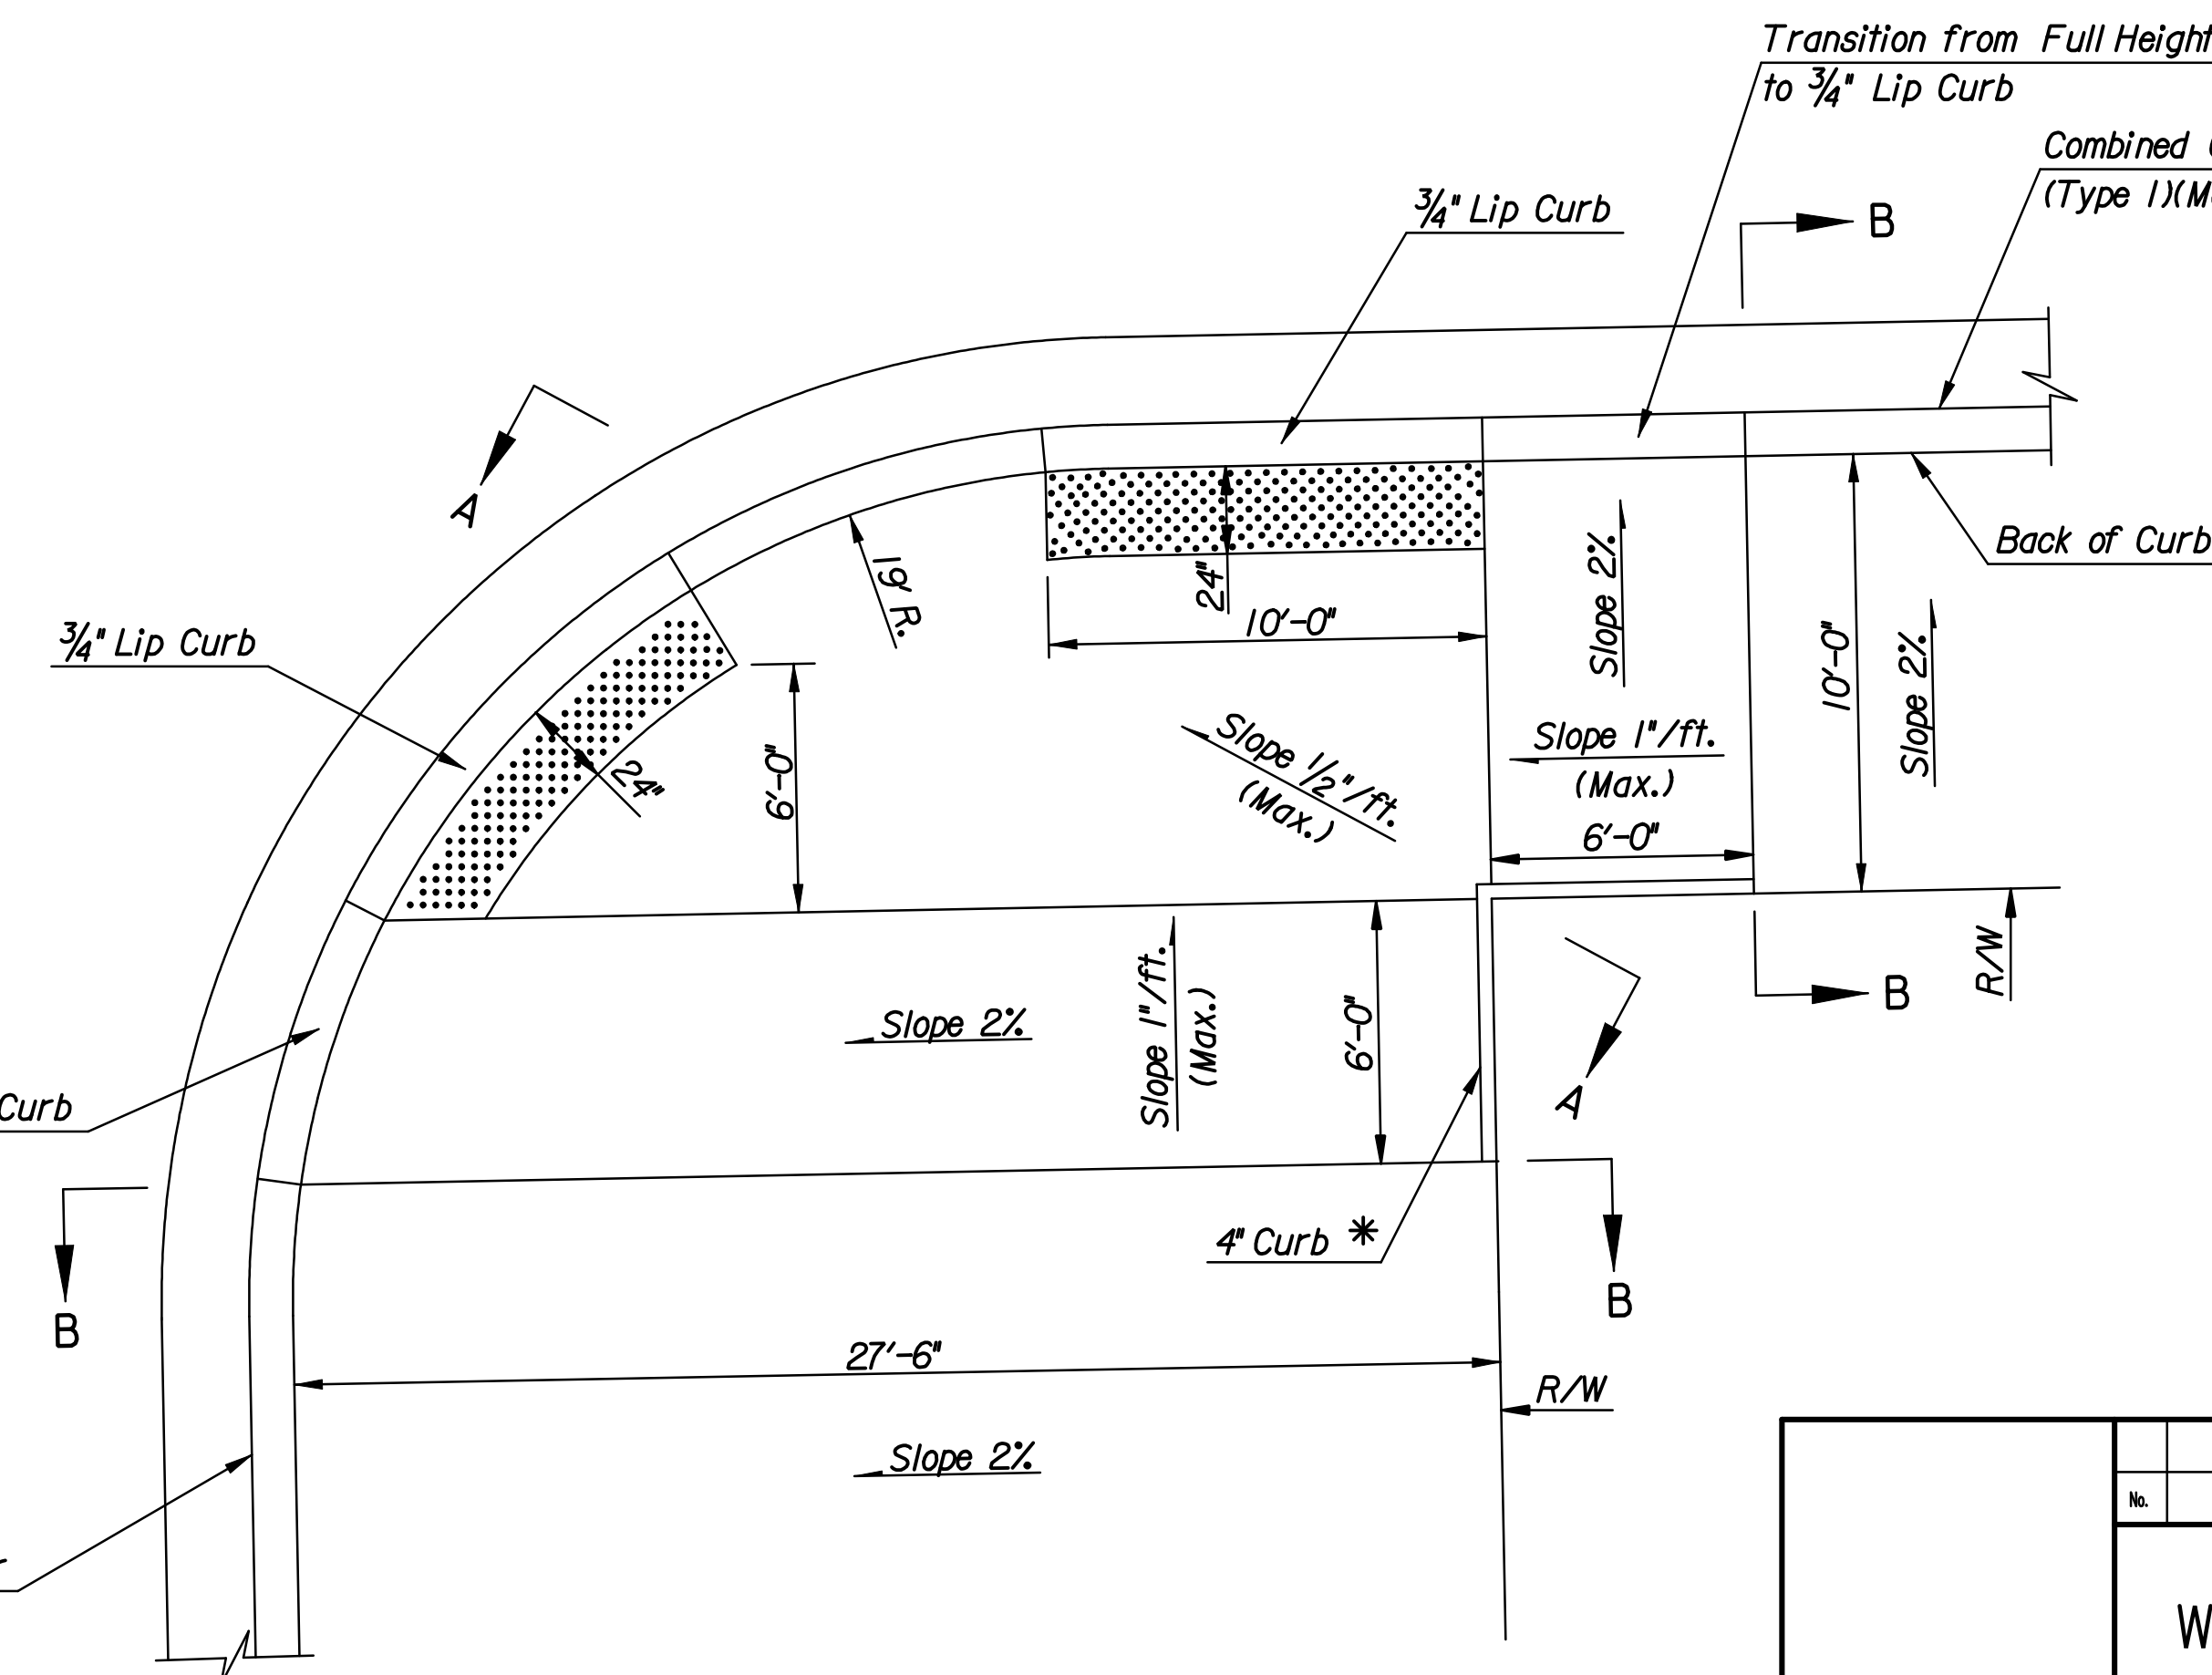 Transition from Full Height
to 3/4" Lip Curb
Combined
(Type 1)(M
3/4" Lip Curb
B
A
Back of Curb
19' R.
24"
10'-0"
Slope 2%
10'-0"
Slope 2%
3/4" Lip Curb
24"
6'-0"
Slope 1/2"/ft.
(Max.)
Slope 1"/ft.
(Max.)
6'-0"
R/W
B
Slope 2%
Slope 1"/ft.
(Max.)
6'-0"
A
Curb
4" Curb *
B
B
27'-6"
R/W
Slope 2%
No.
W